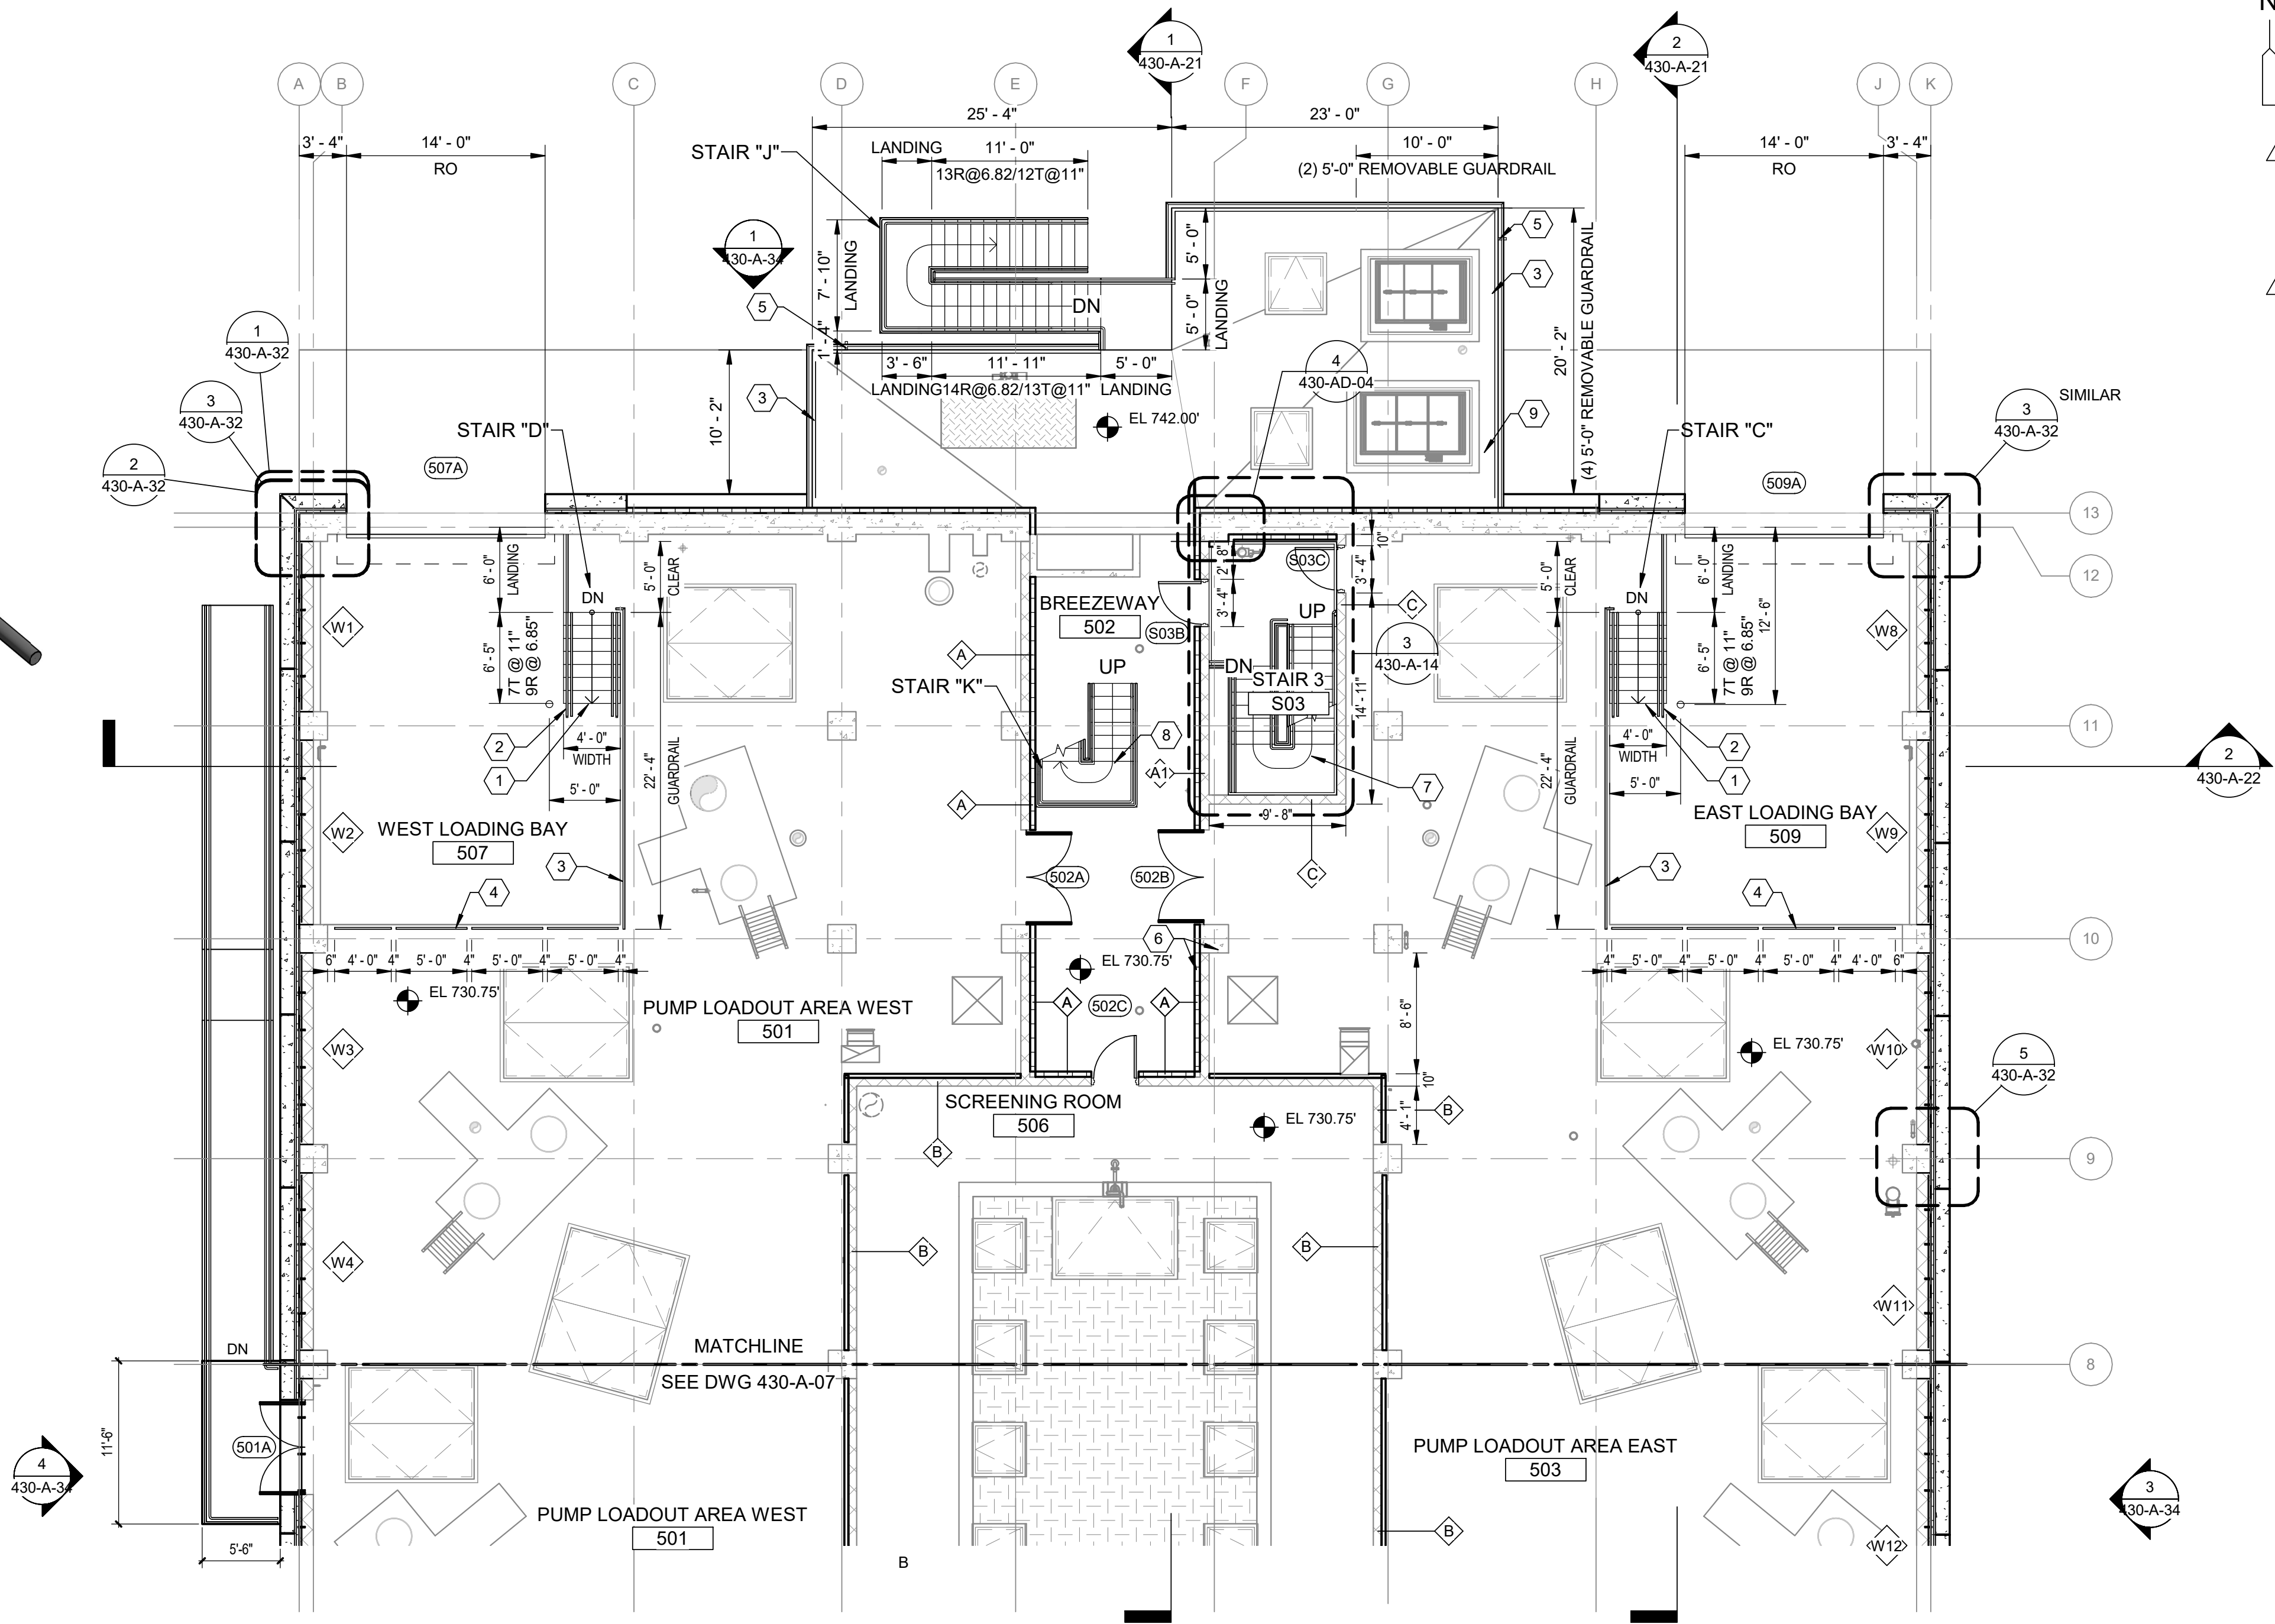 N
1
430-A-21
2
430-A-21
A
B
C
D
E
F
G
H
J
K
25' - 4"
23' - 0"
3' - 4"
14' - 0"
RO
STAIR "J"
LANDING
11' - 0"
13R@6.82/12T@11"
10' - 0"
(2) 5'-0" REMOVABLE GUARDRAIL
14' - 0"
RO
3' - 4"
1
430-A-34
5
7' - 10"
LANDING
1' - 4"
DN
5' - 0"
5' - 0"
LANDING
5
3
20' - 2"
(4) 5'-0" REMOVABLE GUARDRAIL
1
430-A-32
3
430-A-32
2
430-A-32
3' - 6"
11' - 11"
5' - 0"
LANDING14R@6.82/13T@11"
LANDING
4
430-AD-04
3
10' - 2"
EL 742.00'
9
3
430-A-32
SIMILAR
STAIR "D"
STAIR "C"
507A
509A
13
12
6' - 0"
LANDING
DN
5' - 0"
CLEAR
6' - 5"
7T @ 11"
9R @ 6.85"
W1
BREEZEWAY
502
S03B
2' - 8"
3' - 4"
S03C
10"
3' - 4"
UP
C
DN
STAIR 3
S03
3
430-A-14
14' - 11"
5' - 0"
CLEAR
DN
6' - 0"
LANDING
12' - 6"
6' - 5"
7T @ 11"
9R @ 6.85"
W8
A
UP
STAIR "K"
8
A1
7
A
9' - 8"
C
11
2
430-A-22
2
1
4' - 0"
WIDTH
5' - 0"
22' - 4"
GUARDRAIL
22' - 4"
GUARDRAIL
4' - 0"
WIDTH
5' - 0"
2
1
W2
WEST LOADING BAY
507
3
4
502A
502B
EAST LOADING BAY
509
W9
3
4
6
10
6"
4' - 0"
4"
5' - 0"
4"
5' - 0"
4"
5' - 0"
4"
4"
5' - 0"
4"
5' - 0"
4"
5' - 0"
4"
4' - 0"
6"
EL 730.75'
EL 730.75'
PUMP LOADOUT AREA WEST
501
A
502C
A
8' - 6"
W3
EL 730.75'
W10
5
430-A-32
SCREENING ROOM
506
EL 730.75'
10"
4' - 1"
B
B
9
W4
B
B
W11
MATCHLINE
SEE DWG 430-A-07
DN
8
11'-6"
501A
4
430-A-34
5'-6"
PUMP LOADOUT AREA WEST
501
B
PUMP LOADOUT AREA EAST
503
B
3
430-A-34
W12